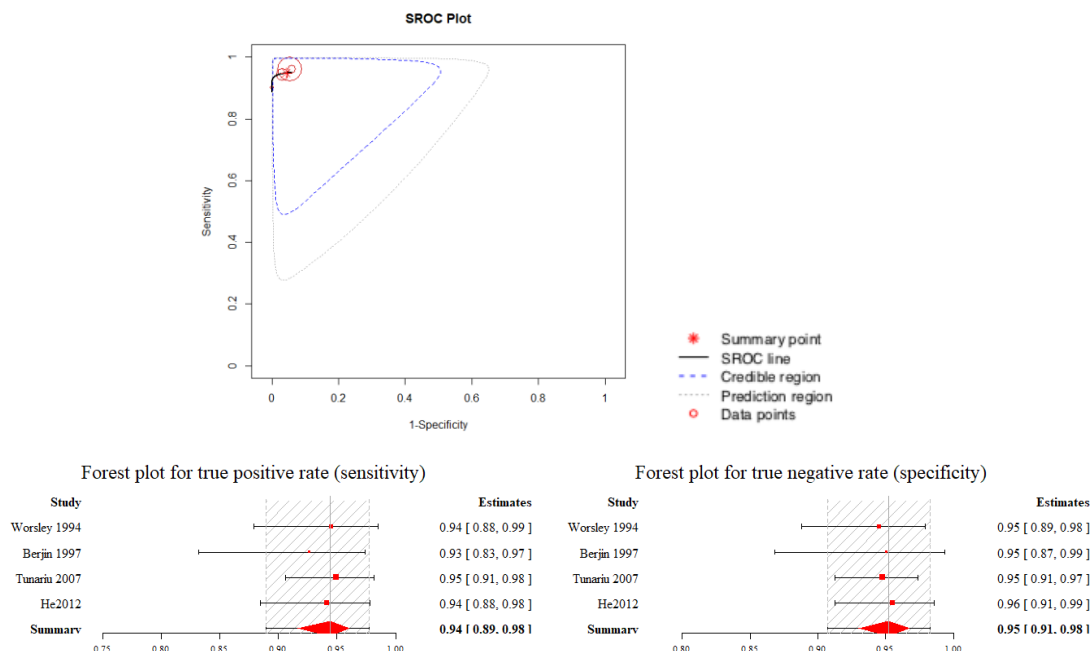 SROC Plot
1
0.8
0.6
0.4
0.2
0
Sensitivity
0
0.2
0.4
0.6
0.8
1
1-Specificity
Summary point
SROC line
Credible region
Prediction region
Data points
Forest plot for true positive rate (sensitivity)
Study Estimates
Worsley 1994 0.94 [ 0.88, 0.99 ]
Berjin 1997 0.93 [ 0.83, 0.97 ]
Tunariu 2007 0.95 [ 0.91, 0.98 ]
He2012 0.94 [ 0.88, 0.98 ]
Summary 0.94 [ 0.89, 0.98 ]
0.75 0.80 0.85 0.90 0.95 1.00
Forest plot for true negative rate (specificity)
Study Estimates
Worsley 1994 0.95 [ 0.89, 0.98 ]
Berjin 1997 0.95 [ 0.87, 0.99 ]
Tunariu 2007 0.95 [ 0.91, 0.97 ]
He2012 0.96 [ 0.91, 0.99 ]
Summary 0.95 [ 0.91, 0.98 ]
0.80 0.85 0.90 0.95 1.00